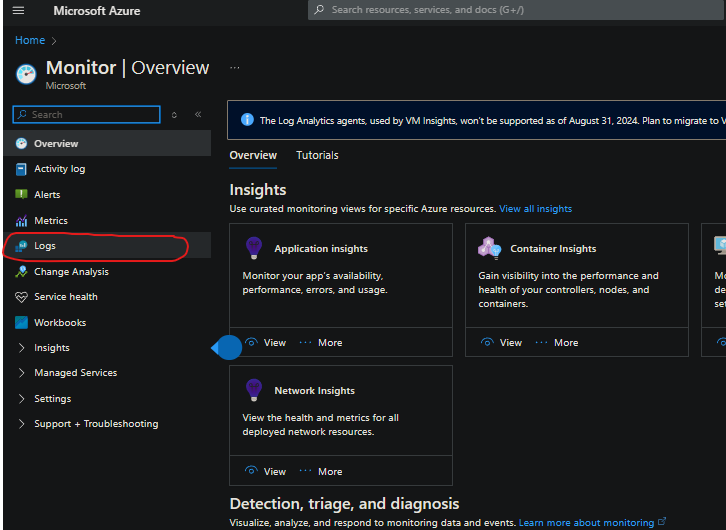 Microsoft Azure
Search resources, services, and docs (G+/)
Home >
Monitor | Overview ...
Microsoft
Search
The Log Analytics agents, used by VM Insights, won't be supported as of August 31, 2024. Plan to migrate to
Overview
Activity log
Alerts
Metrics
Logs
Change Analysis
Service health
Workbooks
Insights
Managed Services
Settings
Support + Troubleshooting
Overview Tutorials
Insights
Use curated monitoring views for specific Azure resources. View all insights
Application insights
Monitor your app's availability,
performance, errors, and usage.
View ... More
Container Insights
Gain visibility into the performance and
health of your controllers, nodes, and
containers.
View ... More
Network Insights
View the health and metrics for all
deployed network resources.
View ... More
Detection, triage, and diagnosis
Visualize, analyze, and respond to monitoring data and events. Learn more about monitoring